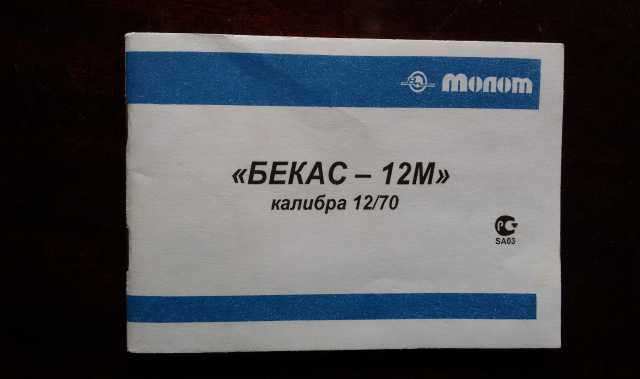 Молот
«БЕКАС – 12М»
калибра 12/70
SA03